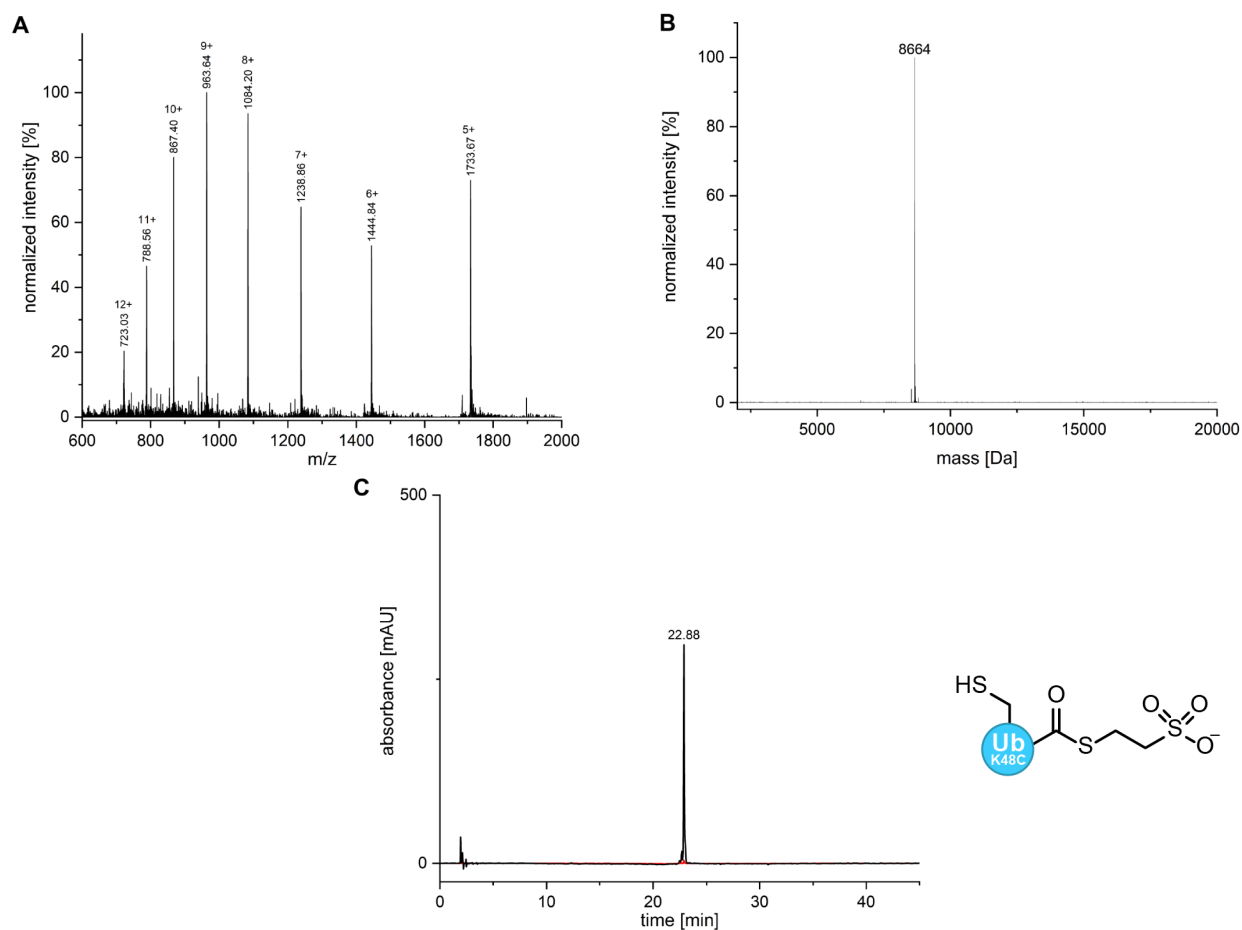 A
normalized intensity [%]
100
80
60
40
20
0
12+
723.03
11+
788.56
10+
867.40
9+
963.64
8+
1084.20
7+
1238.86
6+
1444.84
5+
1733.67
600 800 1000 1200 1400 1600 1800 2000
m/z
B
normalized intensity [%]
100
80
60
40
20
0
8664
5000 10000 15000 20000
mass [Da]
C
absorbance [mAU]
500
0
22.88
0 10 20 30 40
time [min]
HS
O
O O
S
S
O−
Ub
K48C